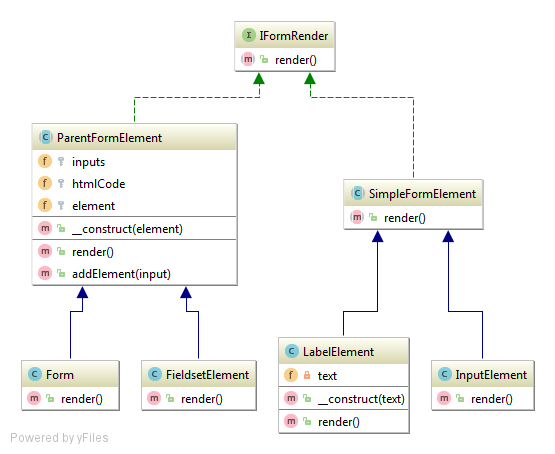 I IFormRender
m render()
C ParentFormElement
f inputs
f htmlCode
f element
m __construct(element)
m render()
m addElement(input)
C SimpleFormElement
m render()
C Form
m render()
C FieldsetElement
m render()
C LabelElement
f text
m __construct(text)
m render()
C InputElement
m render()
Powered by yFiles